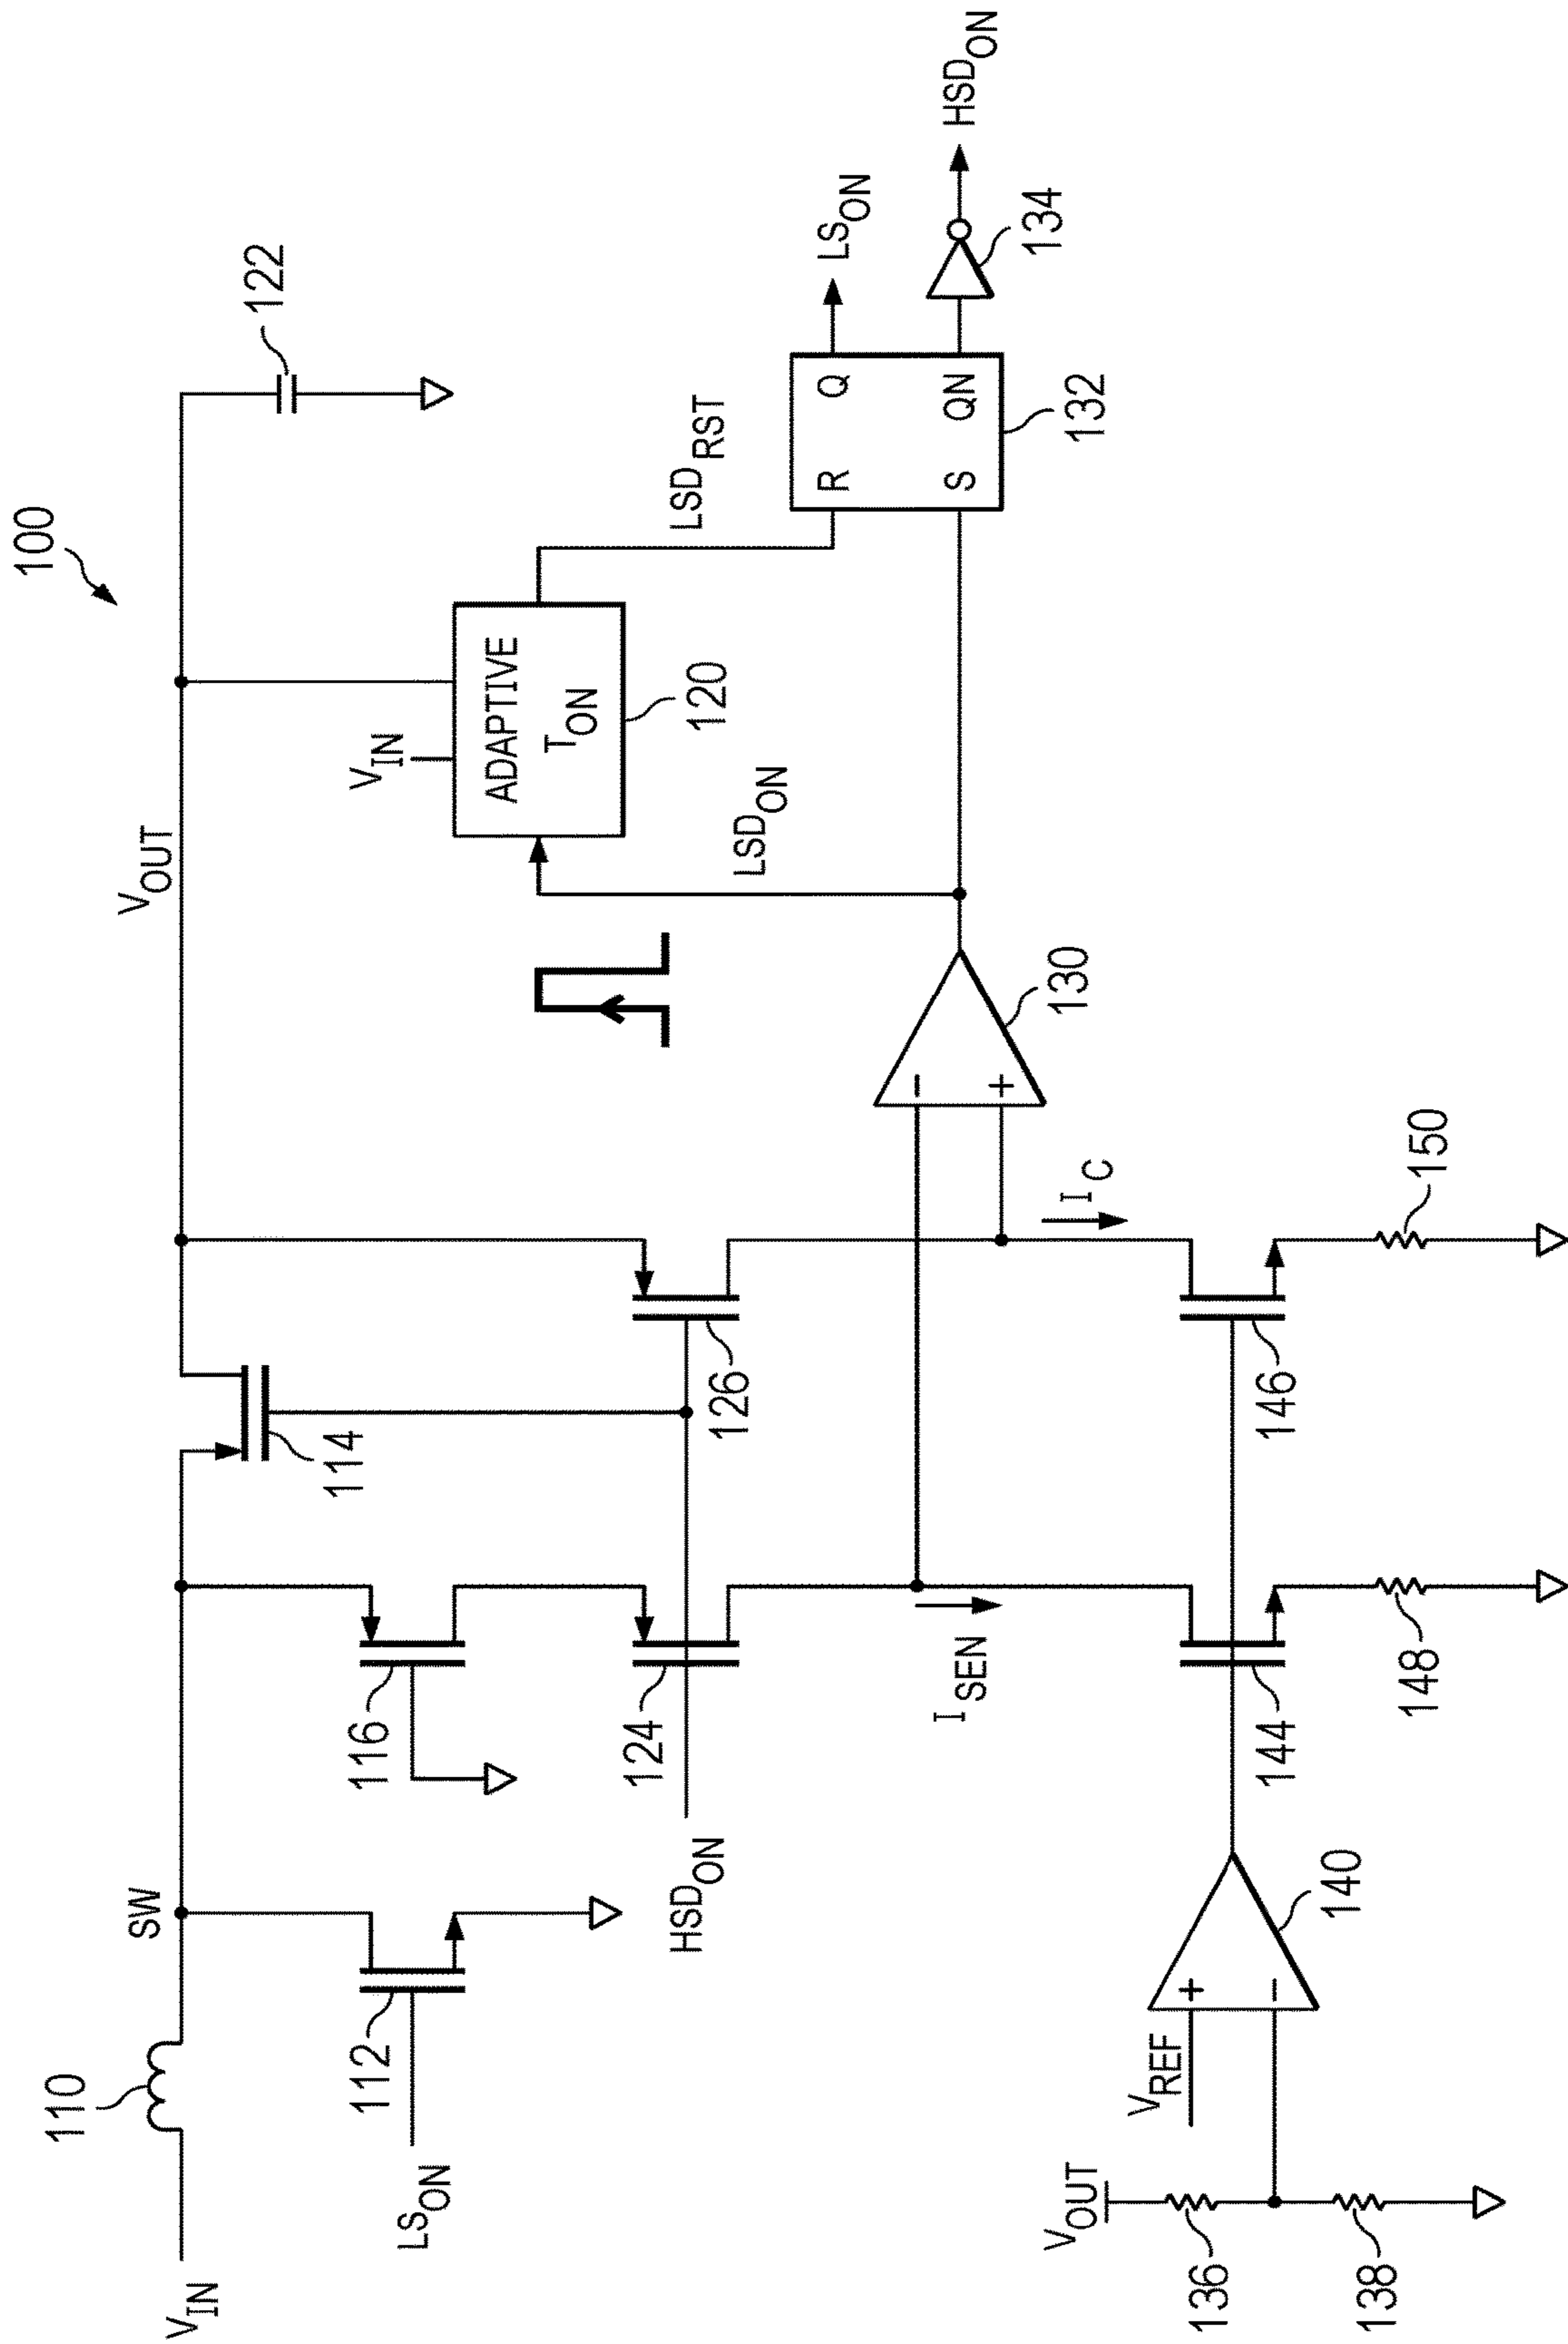 100
V_IN
110
SW
V_OUT
LS_ON
112
116
114
122
V_IN
ADAPTIVE
T_ON
120
LSD_RST
HSD_ON
124
126
LSD_ON
R
Q
S
QN
132
LS_ON
134
HSD_ON
−
+
130
I_SEN
I_C
V_OUT
136
138
V_REF
+
−
140
144
146
148
150